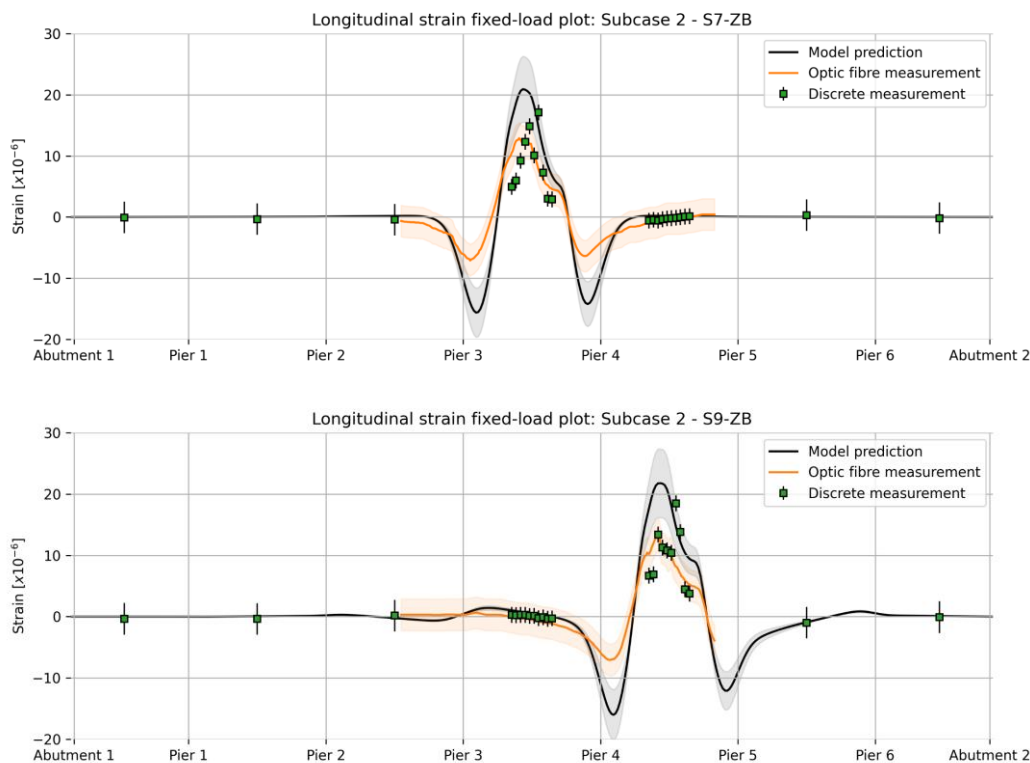 Longitudinal strain fixed-load plot: Subcase 2 - S7-ZB
30
20
10
0
−10
−20
Strain [x10⁻⁶]
Model prediction
Optic fibre measurement
Discrete measurement
Abutment 1 Pier 1 Pier 2 Pier 3 Pier 4 Pier 5 Pier 6 Abutment 2
Longitudinal strain fixed-load plot: Subcase 2 - S9-ZB
30
20
10
0
−10
−20
Strain [x10⁻⁶]
Model prediction
Optic fibre measurement
Discrete measurement
Abutment 1 Pier 1 Pier 2 Pier 3 Pier 4 Pier 5 Pier 6 Abutment 2